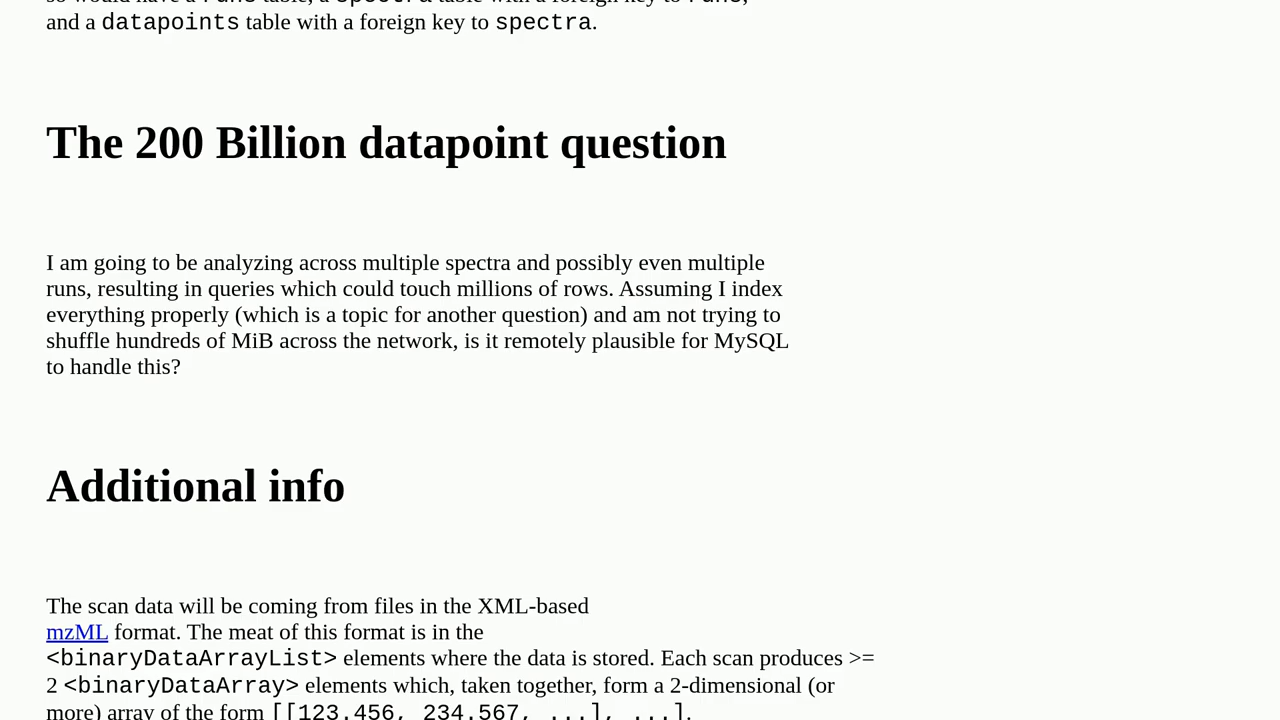 so would have a runs table, a spectra table with a foreign key to runs,
and a datapoints table with a foreign key to spectra.
The 200 Billion datapoint question
I am going to be analyzing across multiple spectra and possibly even multiple
runs, resulting in queries which could touch millions of rows. Assuming I index
everything properly (which is a topic for another question) and am not trying to
shuffle hundreds of MiB across the network, is it remotely plausible for MySQL
to handle this?
Additional info
The scan data will be coming from files in the XML-based
mzML format. The meat of this format is in the
<binaryDataArrayList> elements where the data is stored. Each scan produces >=
2 <binaryDataArray> elements which, taken together, form a 2-dimensional (or
more) array of the form [[123.456, 234.567, ...], ...].